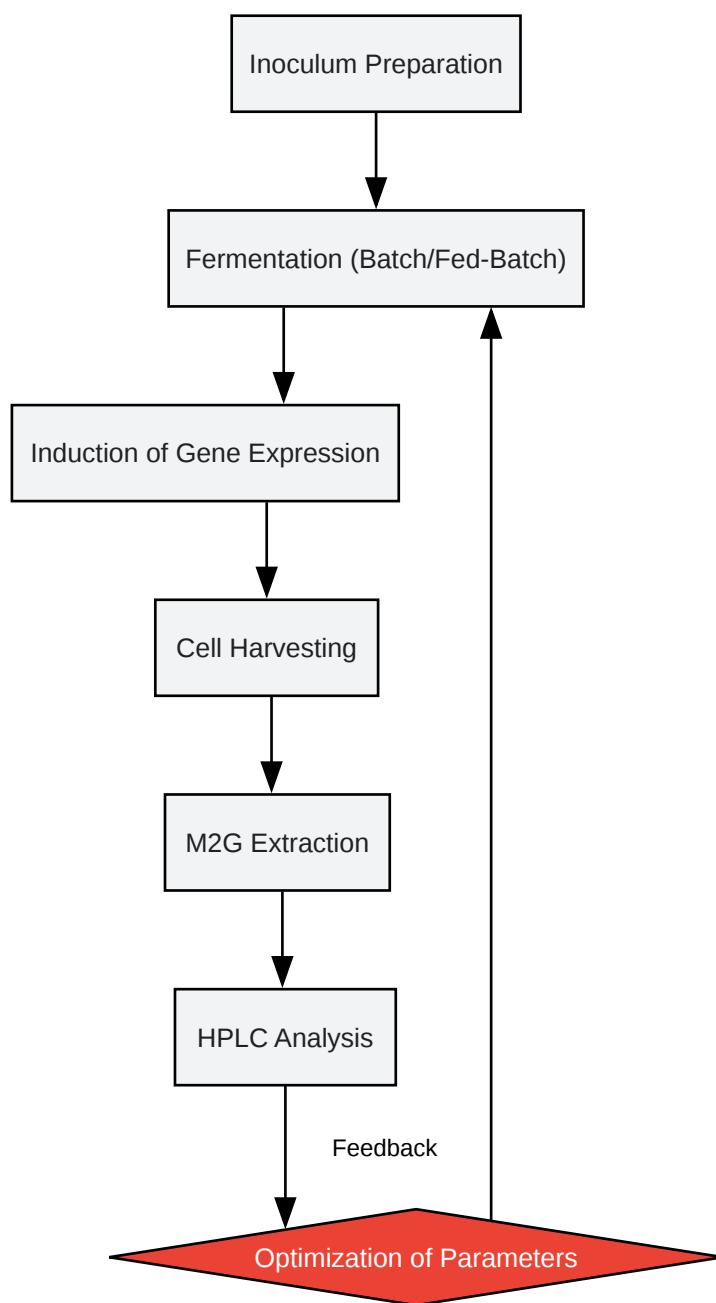 Inoculum Preparation
Fermentation (Batch/Fed-Batch)
Induction of Gene Expression
Cell Harvesting
M2G Extraction
HPLC Analysis
Feedback
Optimization of Parameters